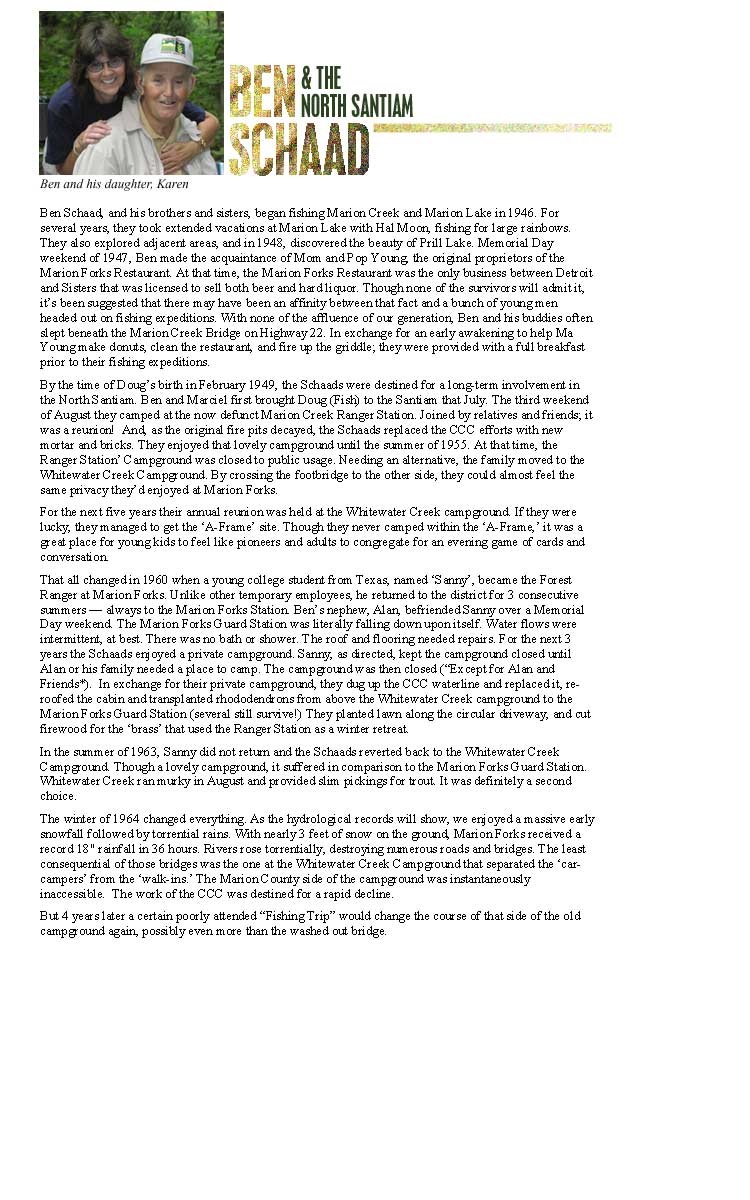 BEN & THE
NORTH SANTIAM
SCHAAD
Ben and his daughter, Karen
Ben Schaad, and his brothers and sisters, began fishing Marion Creek and Marion Lake in 1946. For
several years, they took extended vacations at Marion Lake with Hal Moon, fishing for large rainbows.
They also explored adjacent areas, and in 1948, discovered the beauty of Prill Lake. Memorial Day
weekend of 1947, Ben made the acquaintance of Mom and Pop Young, the original proprietors of the
Marion Forks Restaurant. At that time, the Marion Forks Restaurant was the only business between Detroit
and Sisters that was licensed to sell both beer and hard liquor. Though none of the survivors will admit it,
it's been suggested that there may have been an affinity between that fact and a bunch of young men
headed out on fishing expeditions. With none of the affluence of our generation, Ben and his buddies often
slept beneath the Marion Creek Bridge on Highway 22. In exchange for an early awakening to help Ma
Young make donuts, clean the restaurant, and fire up the griddle; they were provided with a full breakfast
prior to their fishing expeditions.
By the time of Doug's birth in February 1949, the Schaads were destined for a long-term involvement in
the North Santiam. Ben and Marciel first brought Doug (Fish) to the Santiam that July. The third weekend
of August they camped at the now defunct Marion Creek Ranger Station. Joined by relatives and friends; it
was a reunion!  And, as the original fire pits decayed, the Schaads replaced the CCC efforts with new
mortar and bricks. They enjoyed that lovely campground until the summer of 1955. At that time, the
Ranger Station' Campground was closed to public usage. Needing an alternative, the family moved to the
Whitewater Creek Campground. By crossing the footbridge to the other side, they could almost feel the
same privacy they'd enjoyed at Marion Forks.
For the next five years their annual reunion was held at the Whitewater Creek campground. If they were
lucky, they managed to get the 'A-Frame' site. Though they never camped within the 'A-Frame,' it was a
great place for young kids to feel like pioneers and adults to congregate for an evening game of cards and
conversation.
That all changed in 1960 when a young college student from Texas, named 'Sanny', became the Forest
Ranger at Marion Forks. Unlike other temporary employees, he returned to the district for 3 consecutive
summers — always to the Marion Forks Station. Ben's nephew, Alan, befriended Sanny over a Memorial
Day weekend. The Marion Forks Guard Station was literally falling down upon itself. Water flows were
intermittent, at best. There was no bath or shower. The roof and flooring needed repairs. For the next 3
years the Schaads enjoyed a private campground. Sanny, as directed, kept the campground closed until
Alan or his family needed a place to camp. The campground was then closed ("Except for Alan and
Friends*).  In exchange for their private campground, they dug up the CCC waterline and replaced it, re-
roofed the cabin and transplanted rhododendrons from above the Whitewater Creek campground to the
Marion Forks Guard Station (several still survive!) They planted lawn along the circular driveway, and cut
firewood for the 'brass' that used the Ranger Station as a winter retreat.
In the summer of 1963, Sanny did not return and the Schaads reverted back to the Whitewater Creek
Campground. Though a lovely campground, it suffered in comparison to the Marion Forks Guard Station.
Whitewater Creek ran murky in August and provided slim pickings for trout. It was definitely a second
choice.
The winter of 1964 changed everything. As the hydrological records will show, we enjoyed a massive early
snowfall followed by torrential rains. With nearly 3 feet of snow on the ground, Marion Forks received a
record 18" rainfall in 36 hours. Rivers rose torrentially, destroying numerous roads and bridges. The least
consequential of those bridges was the one at the Whitewater Creek Campground that separated the 'car-
campers' from the 'walk-ins.' The Marion County side of the campground was instantaneously
inaccessible.  The work of the CCC was destined for a rapid decline.
But 4 years later a certain poorly attended "Fishing Trip" would change the course of that side of the old
campground again, possibly even more than the washed out bridge.